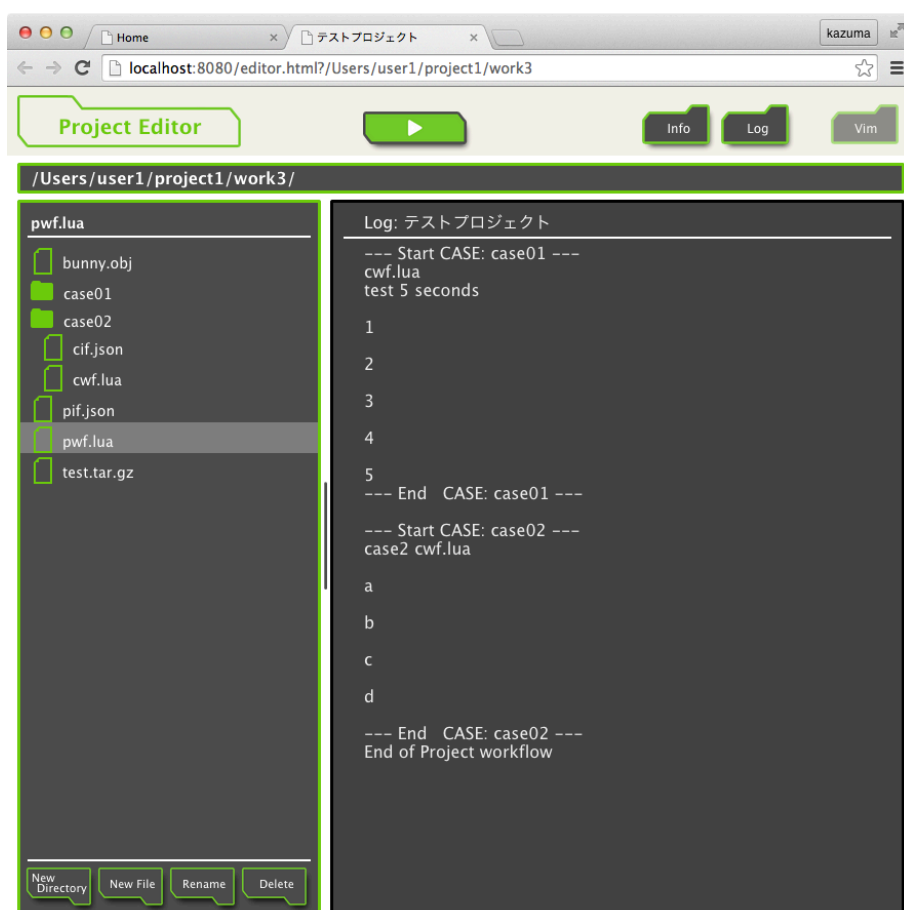 Home
テストプロジェクト
kazuma
localhost:8080/editor.html?/Users/user1/project1/work3
Project Editor
Info
Log
Vim
/Users/user1/project1/work3/
pwf.lua
bunny.obj
case01
case02
cif.json
cwf.lua
pif.json
pwf.lua
test.tar.gz
New
Directory
New File
Rename
Delete
Log: テストプロジェクト
--- Start CASE: case01 ---
cwf.lua
test 5 seconds
1
2
3
4
5
--- End   CASE: case01 ---
--- Start CASE: case02 ---
case2 cwf.lua
a
b
c
d
--- End   CASE: case02 ---
End of Project workflow